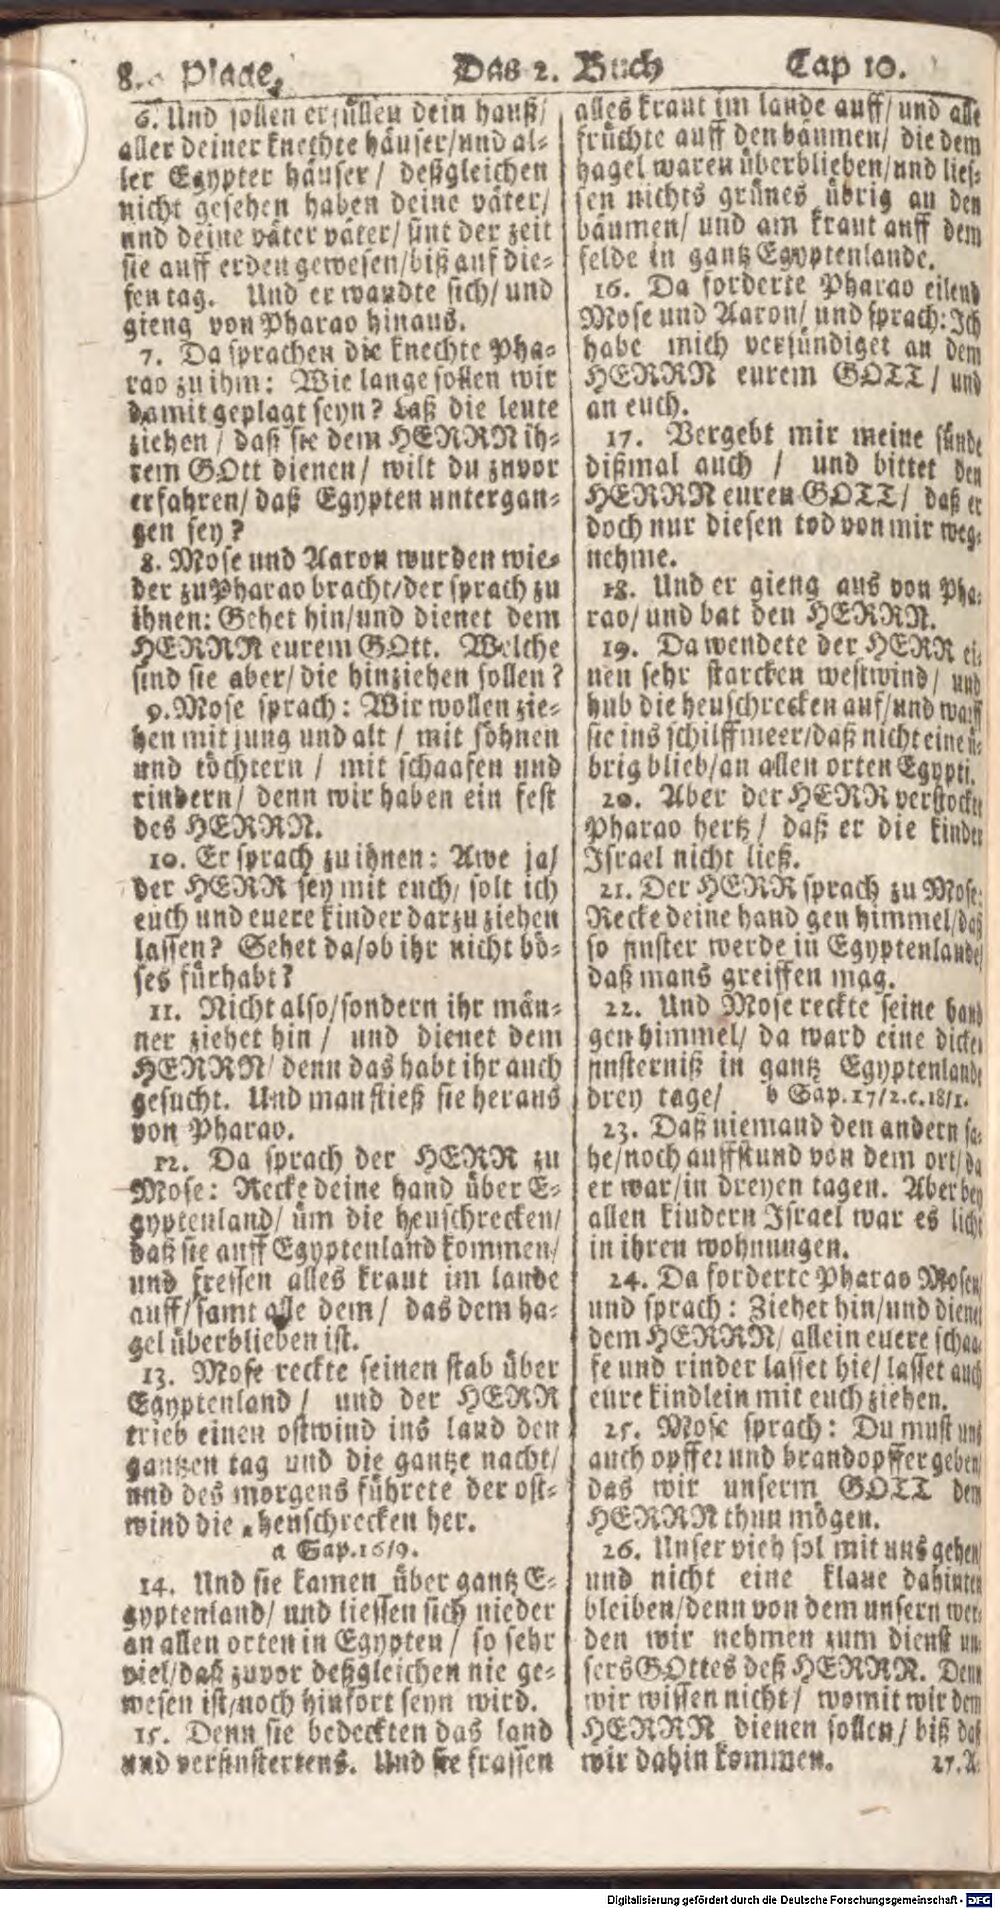 8. Plage. Das 2. Buch Cap 10.
6. Und sollen erfüllen dein hauß/
aller deiner knechte häuser/und al-
ler Egypter häuser/ deßgleichen
nicht gesehen haben deine väter/
und deine väter väter/ sint der zeit
sie auff erden gewesen/biß auf die-
sen tag. Und er wandte sich/ und
gieng von Pharao hinaus.
7. Da sprachen die knechte Pha-
rao zu ihm: Wie lange sollen wir
damit geplagt seyn? Laß die leute
ziehen/ daß sie dem HERRN ih-
rem GOtt dienen/ wilt du zuvor
erfahren/ daß Egypten untergan-
gen sey?
8. Mose und Aaron wurden wie-
der zu Pharao bracht/der sprach zu
ihnen: Gehet hin/und dienet dem
HERRN eurem GOtt. Welche
sind sie aber/ die hinziehen sollen?
9. Mose sprach: Wir wollen zie-
hen mit jung und alt/ mit söhnen
und töchtern/ mit schaafen und
rindern/ denn wir haben ein fest
des HERRN.
10. Er sprach zu ihnen: Awe ja/
der HERR sey mit euch/ solt ich
euch und euere kinder darzu ziehen
lassen? Sehet da/ob ihr nicht bö-
ses fürhabt?
11. Nicht also/sondern ihr män-
ner ziehet hin/ und dienet dem
HERRN/ denn das habt ihr auch
gesucht. Und man stieß sie heraus
von Pharao.
12. Da sprach der HERR zu
Mose: Recke deine hand über E-
gyptenland/ üm die heuschrecken/
daß sie auff Egyptenland kommen/
und fressen alles kraut im lande
auff/samt alle dem/ das dem ha-
gel überblieben ist.
13. Mose reckte seinen stab über
Egyptenland/ und der HERR
trieb einen ostwind ins land den
gantzen tag und die gantze nacht/
und des morgens führete der ost-
wind die a heuschrecken her.
a Sap.16/9.
14. Und sie kamen über gantz E-
gyptenland/ und liessen sich nieder
an allen orten in Egypten/ so sehr
viel/daß zuvor deßgleichen nie ge-
wesen ist/noch hinfort seyn wird.
15. Denn sie bedeckten das land
und verfinstertens. Und sie frassen
alles kraut im lande auff/ und alle
früchte auff den bäumen/ die dem
hagel waren überblieben/und lies-
sen nichts grünes übrig an den
bäumen/ und am kraut auff dem
felde in gantz Egyptenlande.
16. Da forderte Pharao eilend
Mose und Aaron/ und sprach: Ich
habe mich versündiget an dem
HERRN eurem GOTT/ und
an euch.
17. Vergebt mir meine sünde
dißmal auch / und bittet den
HERRN euren GOTT/ daß er
doch nur diesen tod von mir weg-
nehme.
18. Und er gieng aus von Pha-
rao/ und bat den HERRN.
19. Da wendete der HERR ei-
nen sehr starcken westwind/ und
hub die heuschrecken auf/und warff
sie ins schilffmeer/daß nicht eine ü-
brig blieb/an allen orten Egypti.
20. Aber der HERR verstockte
Pharao hertz/ daß er die kinder
Israel nicht ließ.
21. Der HERR sprach zu Mose:
Recke deine hand gen himmel/daß
so finster werde in Egyptenlande/
daß mans greiffen mag.
22. Und Mose reckte seine hand
gen himmel/ da ward eine dicke
finsterniß in gantz Egyptenlande
drey tage/ b Sap.17/2.c.18/1.
23. Daß niemand den andern sa-
he/noch auffstund von dem ort/da
er war/in dreyen tagen. Aber bey
allen kindern Israel war es licht
in ihren wohnungen.
24. Da forderte Pharao Mosen/
und sprach: Ziehet hin/und dienet
dem HERRN/ allein euere schaa-
fe und rinder lasset hie/ lasset auch
eure kindlein mit euch ziehen.
25. Mose sprach: Du must uns
auch opffer und brandopffer geben/
das wir unserm GOTT dem
HERRN thun mögen.
26. Unser vieh sol mit uns gehen/
und nicht eine klaue dahinten
bleiben/denn von dem unsern wer-
den wir nehmen zum dienst un-
sers GOttes deß HERRN. Denn
wir wissen nicht/ womit wir dem
HERRN dienen sollen/ biß daß
wir dahin kommen. 27. A
Digitalisierung gefördert durch die Deutsche Forschungsgemeinschaft - DFG